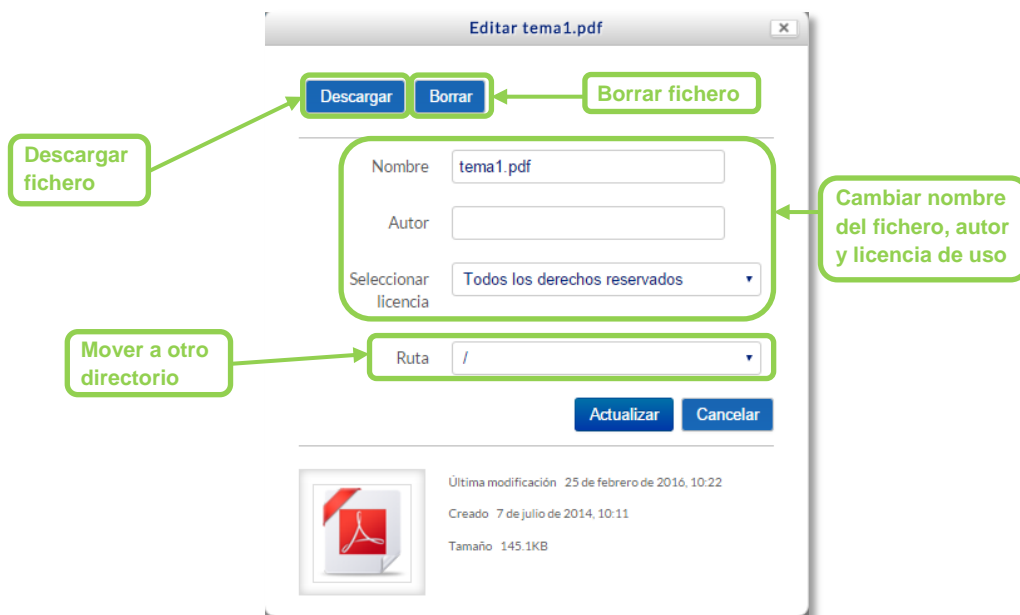 Editar tema1.pdf
Descargar
Borrar
Borrar fichero
Descargar
fichero
Nombre
tema1.pdf
Autor
Cambiar nombre
del fichero, autor
y licencia de uso
Seleccionar
licencia
Todos los derechos reservados
Mover a otro
directorio
Ruta
/
Actualizar
Cancelar
Última modificación 25 de febrero de 2016, 10:22
Creado 7 de julio de 2014, 10:11
Tamaño 145.1KB